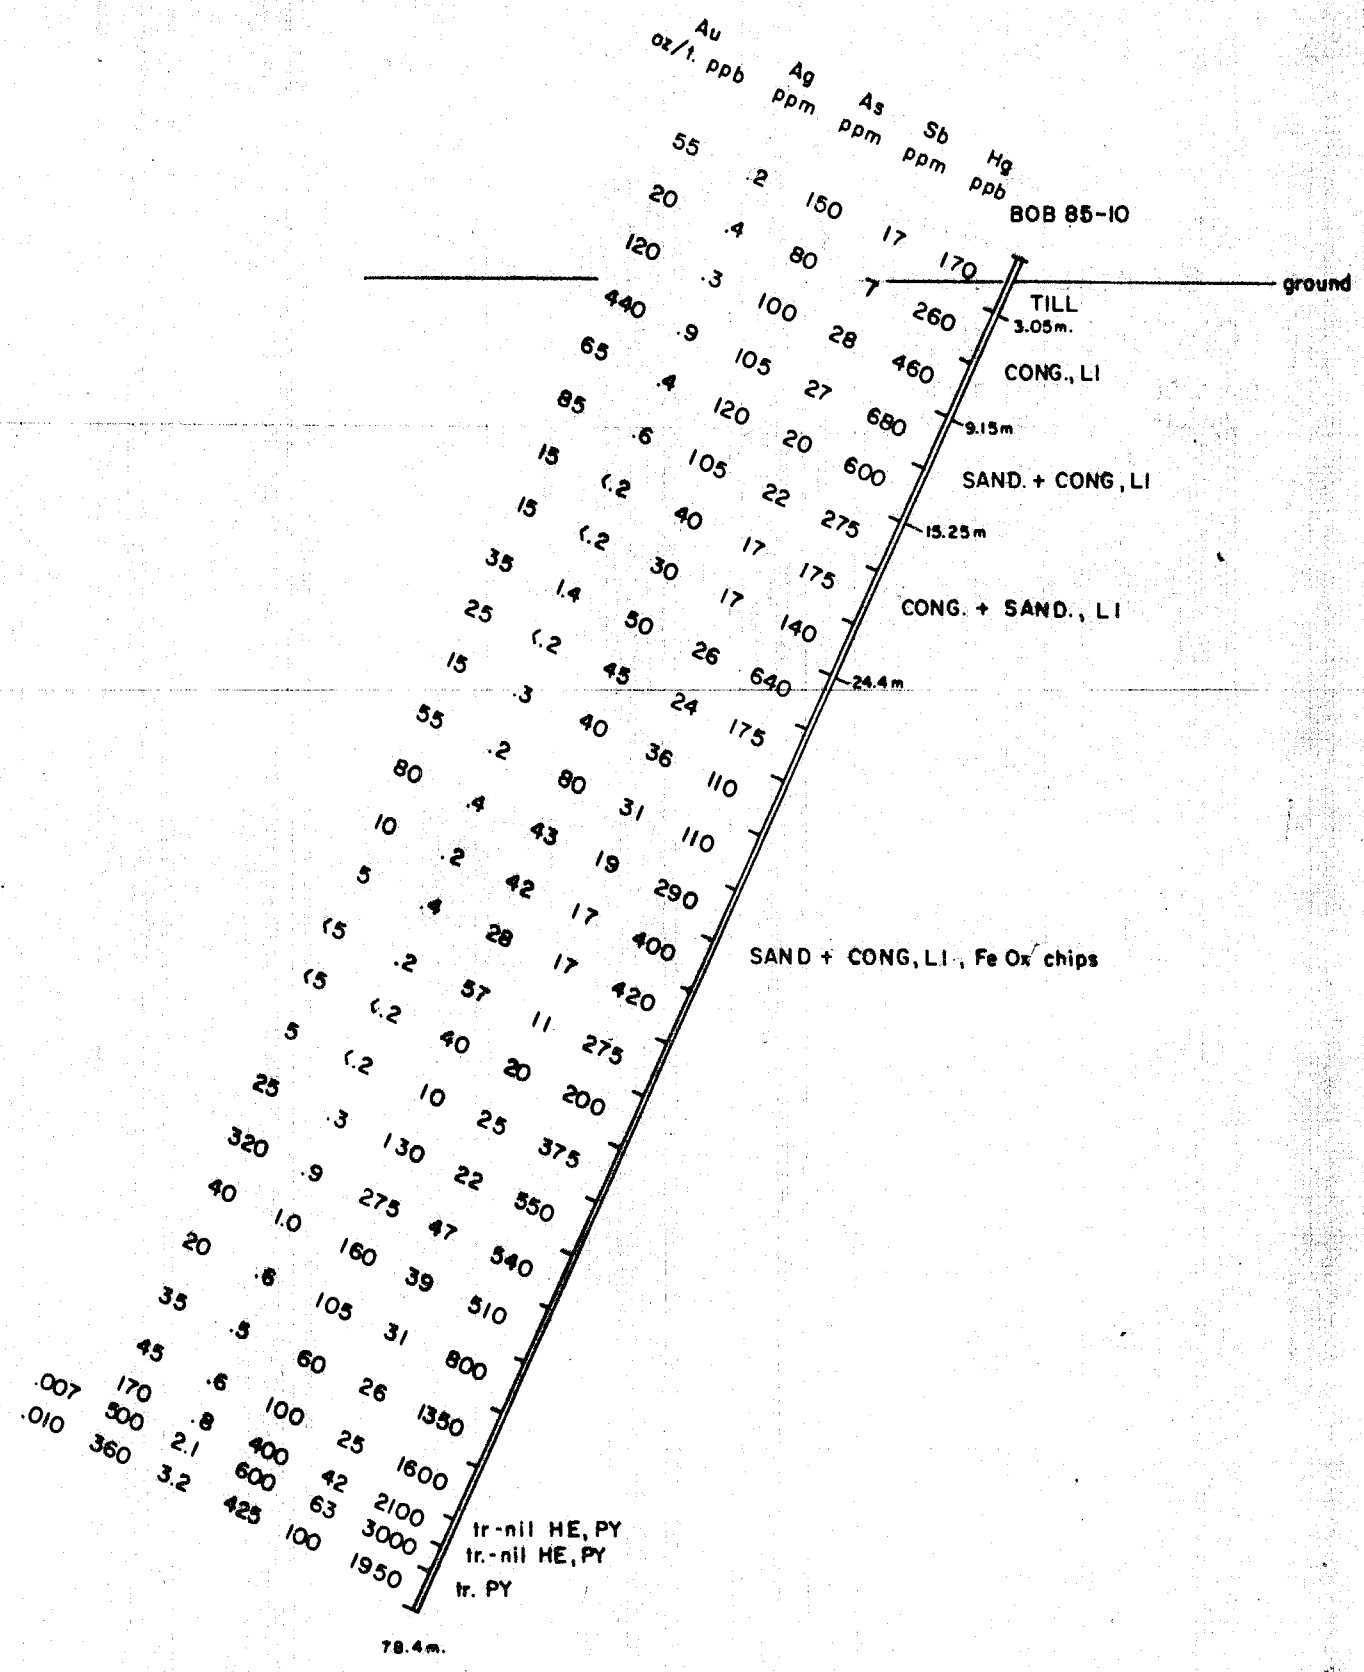 Au Ag As Sb Hg
oz/t. ppb ppm ppm ppm ppb
BOB 85-10
55 .2 150 17 170
20 .4 80 7 260
120 .3 100 28 460
440 .9 105 27 680
65 .4 120 20 600
85 .6 105 22 275
15 <.2 40 17 175
15 <.2 30 17 140
35 1.4 50 26 640
25 <.2 45 24 175
15 .3 40 36 110
55 .2 80 31 110
80 .4 43 19 290
10 .2 42 17 400
5 .4 28 17 420
<5 .2 57 11 275
<5 <.2 40 20 200
5 <.2 10 25 375
25 .3 130 22 550
320 .9 275 47 540
40 1.0 160 39 510
20 .6 105 31 800
35 .5 60 26 1350
45 .6 100 25 1600
170 .8 400 42 2100
.007 500 2.1 600 63 3000
.010 360 3.2 425 100 1950
ground
TILL
3.05m.
CONG., LI
9.15m
SAND. + CONG, LI
15.25m
CONG. + SAND., LI
24.4m
SAND + CONG, LI., Fe Ox chips
tr-nil HE, PY
tr.-nil HE, PY
tr. PY
78.4m.